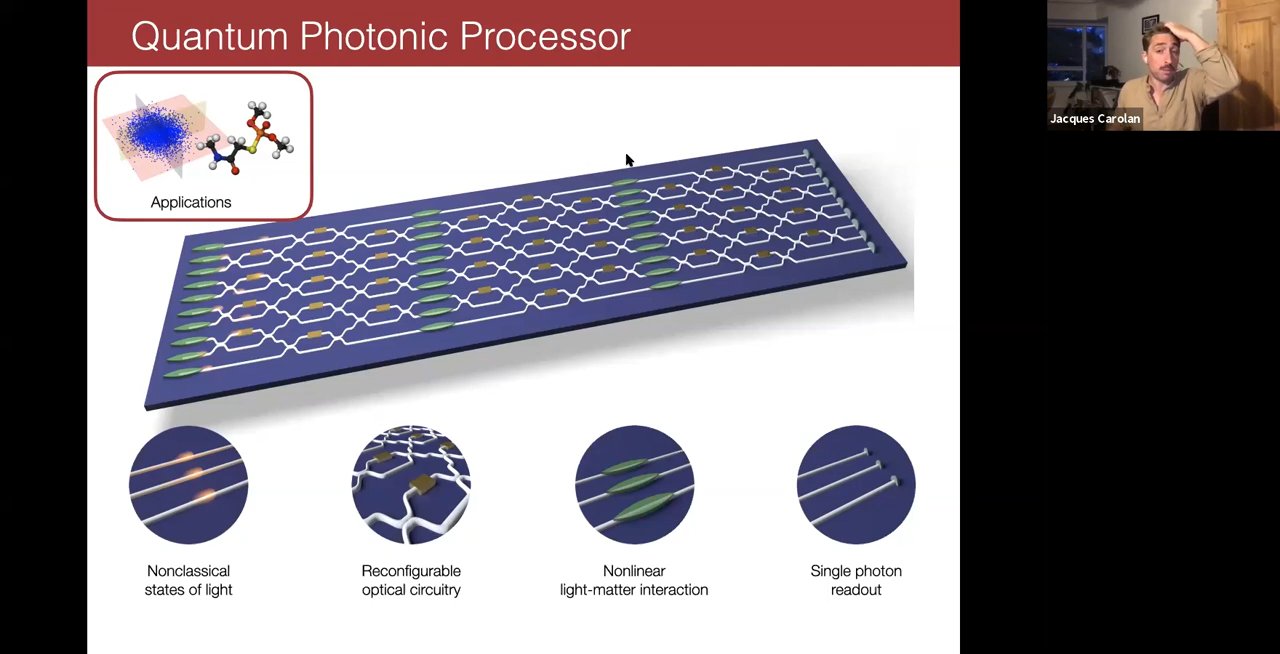 Quantum Photonic Processor
Jacques Carolan
Applications
Nonclassical
states of light
Reconfigurable
optical circuitry
Nonlinear
light-matter interaction
Single photon
readout